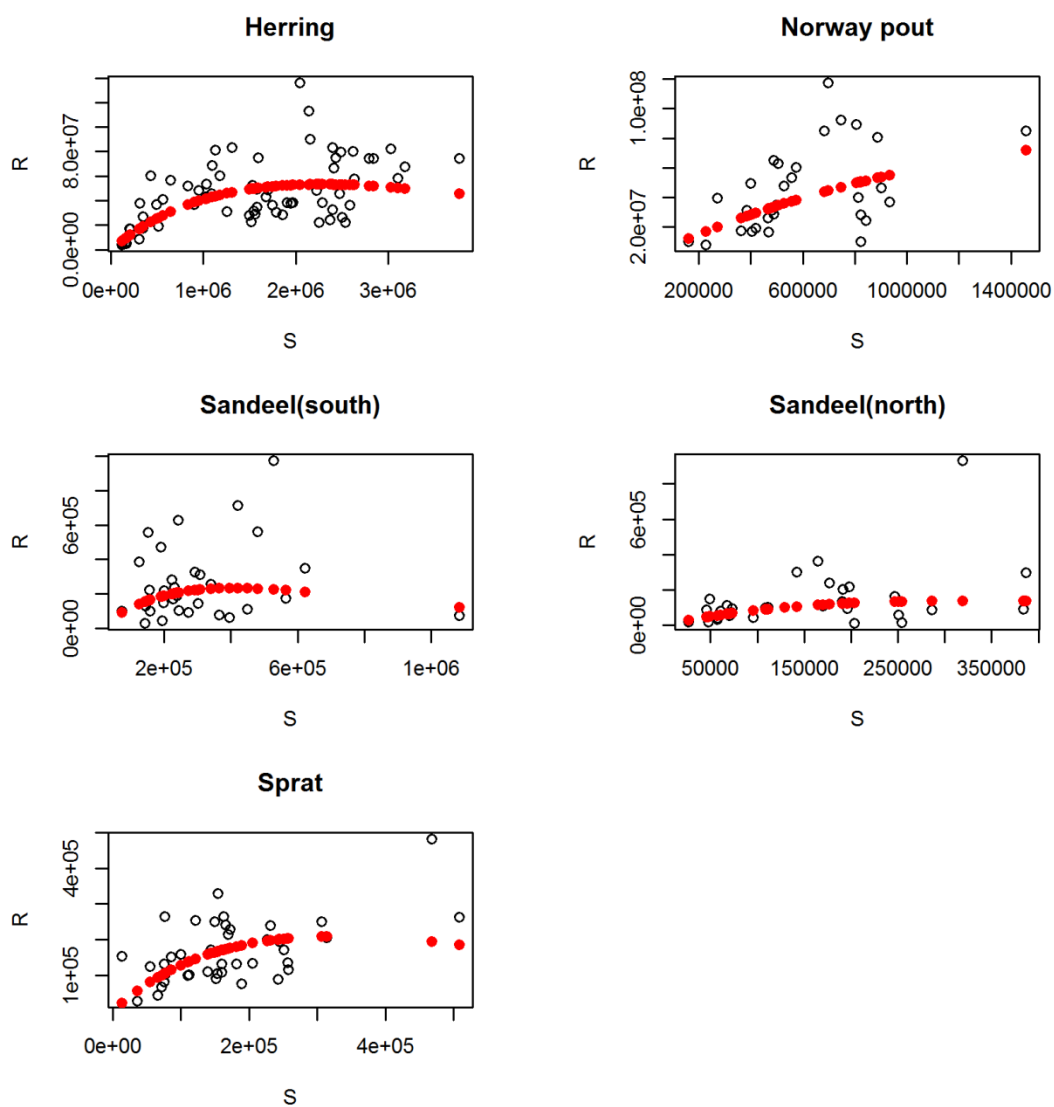 Herring
R
0.0e+00
8.0e+07
0e+00
1e+06
2e+06
3e+06
S
Norway pout
R
2.0e+07
1.0e+08
200000
600000
1000000
1400000
S
Sandeel(south)
R
0e+00
6e+05
2e+05
6e+05
1e+06
S
Sandeel(north)
R
0e+00
6e+05
50000
150000
250000
350000
S
Sprat
R
1e+05
4e+05
0e+00
2e+05
4e+05
S